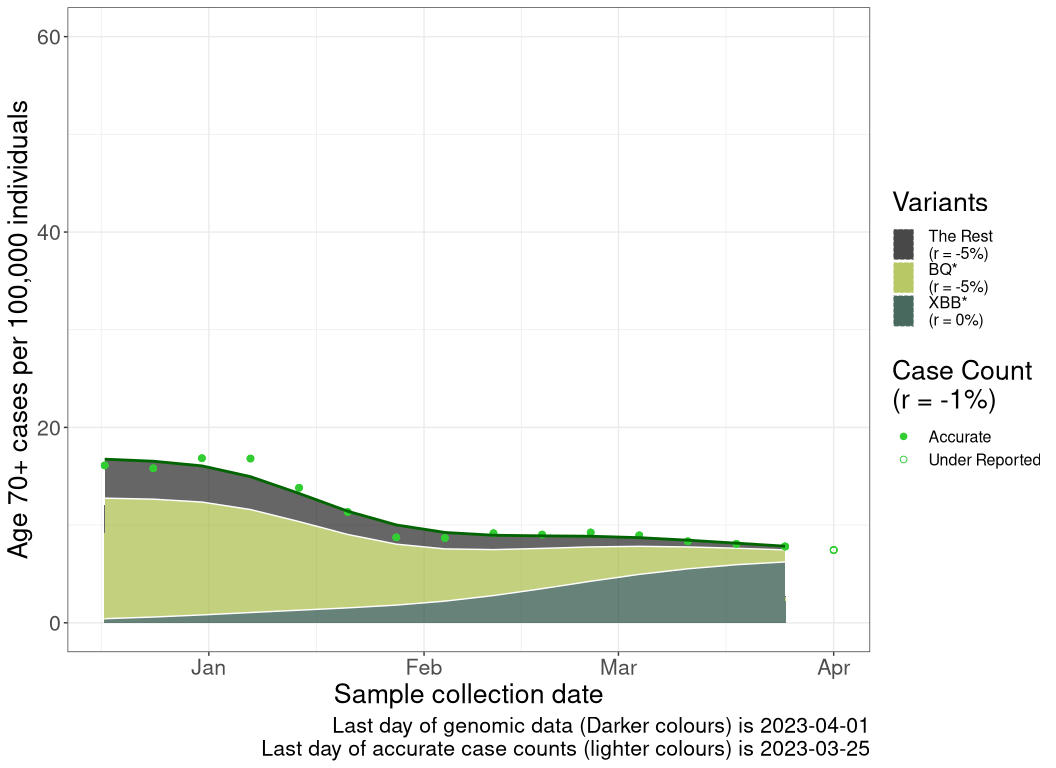 Age 70+ cases per 100,000 individuals
60
40
20
0
Jan
Feb
Mar
Apr
Sample collection date
Last day of genomic data (Darker colours) is 2023-04-01
Last day of accurate case counts (lighter colours) is 2023-03-25
Variants
The Rest
(r = -5%)
BQ*
(r = -5%)
XBB*
(r = 0%)
Case Count
(r = -1%)
Accurate
Under Reported